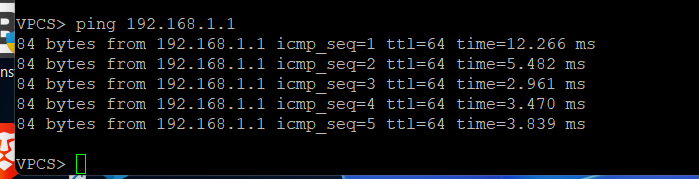 VPCS> ping 192.168.1.1
84 bytes from 192.168.1.1 icmp_seq=1 ttl=64 time=12.266 ms
84 bytes from 192.168.1.1 icmp_seq=2 ttl=64 time=5.482 ms
ns
84 bytes from 192.168.1.1 icmp_seq=3 ttl=64 time=2.961 ms
84 bytes from 192.168.1.1 icmp_seq=4 ttl=64 time=3.470 ms
84 bytes from 192.168.1.1 icmp_seq=5 ttl=64 time=3.839 ms
VPCS>